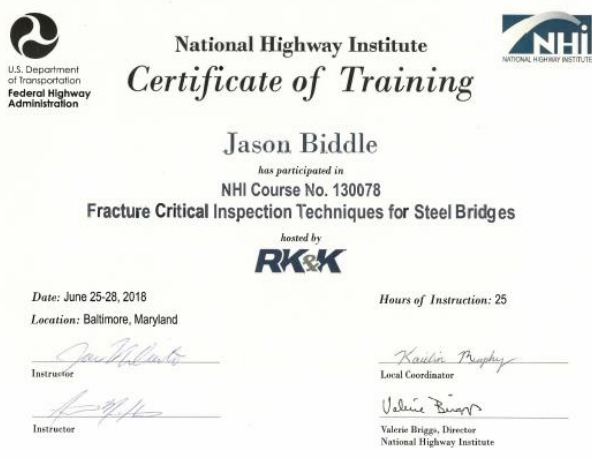 U.S. Department
of Transportation
Federal Highway
Administration
National Highway Institute
Certificate of Training
NHI
NATIONAL HIGHWAY INSTITUTE
Jason Biddle
has participated in
NHI Course No. 130078
Fracture Critical Inspection Techniques for Steel Bridges
hosted by
RK&K
Date: June 25-28, 2018
Hours of Instruction: 25
Location: Baltimore, Maryland
Instructor
Kaitlin Murphy
Local Coordinator
Instructor
Valerie Briggs
Valerie Briggs, Director
National Highway Institute